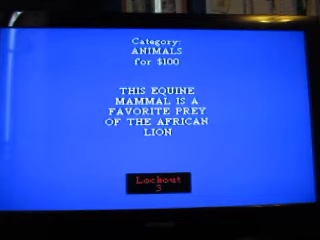 Category:
ANIMALS
for $100
THIS EQUINE
MAMMAL IS A
FAVORITE PREY
OF THE AFRICAN
LION
Lockout
3